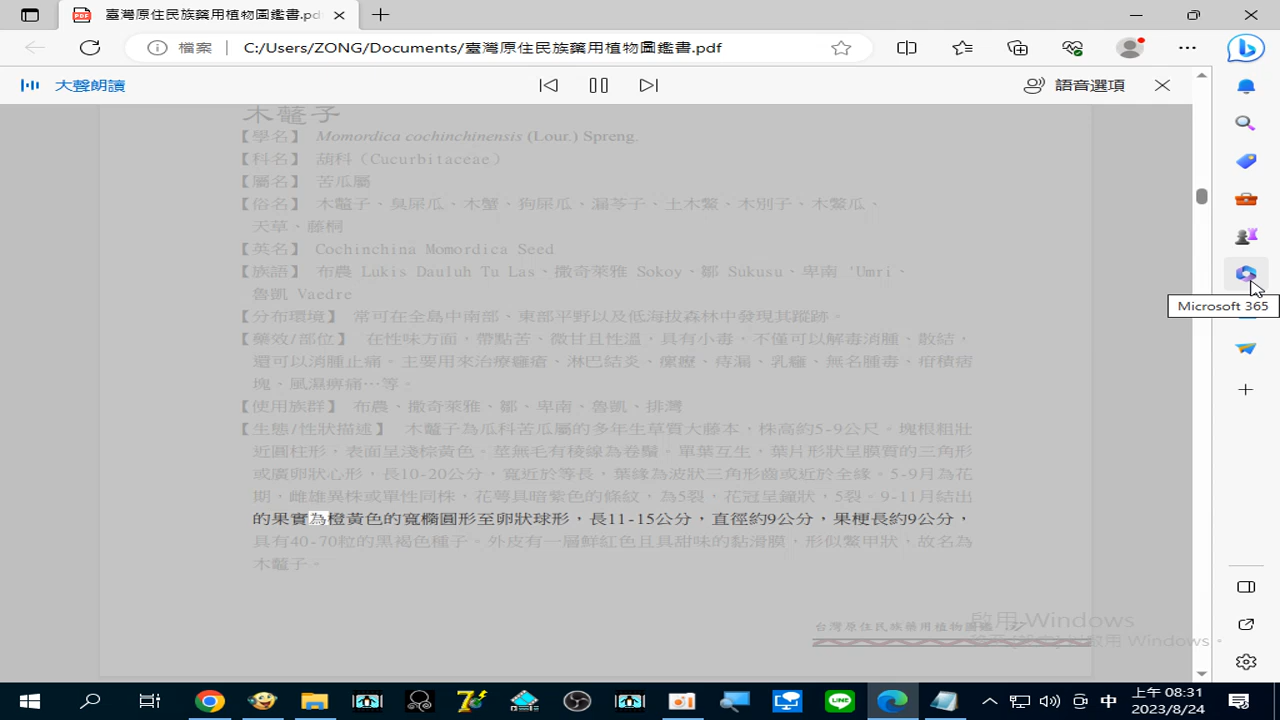 臺灣原住民族藥用植物圖鑑書.pdf
檔案
C:/Users/ZONG/Documents/臺灣原住民族藥用植物圖鑑書.pdf
大聲朗讀
語音選項
木鼈子
【學名】 Momordica cochinchinensis (Lour.) Spreng.
【科名】 葫科（Cucurbitaceae）
【屬名】 苦瓜屬
【俗名】 木鼈子、臭屎瓜、木蟹、狗屎瓜、漏苓子、土木鱉、木別子、木鱉瓜、
天草、藤桐
【英名】 Cochinchina Momordica Seed
【族語】 布農 Lukis Dauluh Tu Las、撒奇萊雅 Sokoy、鄒 Sukusu、卑南 'Umri、
魯凱 Vaedre
【分布環境】 常可在全島中南部、東部平野以及低海拔森林中發現其蹤跡。
【藥效/部位】 在性味方面，帶點苦、微甘且性溫，具有小毒，不僅可以解毒消腫、散結，
還可以消腫止痛。主要用來治療癰瘡、淋巴結炎、瘰癧、痔漏、乳癰、無名腫毒、疳積痞
塊、風濕痹痛…等。
【使用族群】 布農、撒奇萊雅、鄒、卑南、魯凱、排灣
【生態/性狀描述】 木鼈子為瓜科苦瓜屬的多年生草質大藤本，株高約5-9公尺。塊根粗壯
近圓柱形，表面呈淺棕黃色。莖無毛有稜線為卷鬚。單葉互生，葉片形狀呈膜質的三角形
或廣卵狀心形，長10-20公分，寬近於等長，葉緣為波狀三角形齒或近於全緣。5-9月為花
期，雌雄異株或單性同株，花萼具暗紫色的條紋，為5裂，花冠呈鐘狀，5裂。9-11月結出
的果實為橙黃色的寬橢圓形至卵狀球形，長11-15公分，直徑約9公分，果梗長約9公分，
具有40-70粒的黑褐色種子。外皮有一層鮮紅色且具甜味的黏滑膜，形似鱉甲狀，故名為
木鼈子。
台灣原住民族藥用植物圖鑑
啟用 Windows
Microsoft 365
中
上午 08:31
2023/8/24